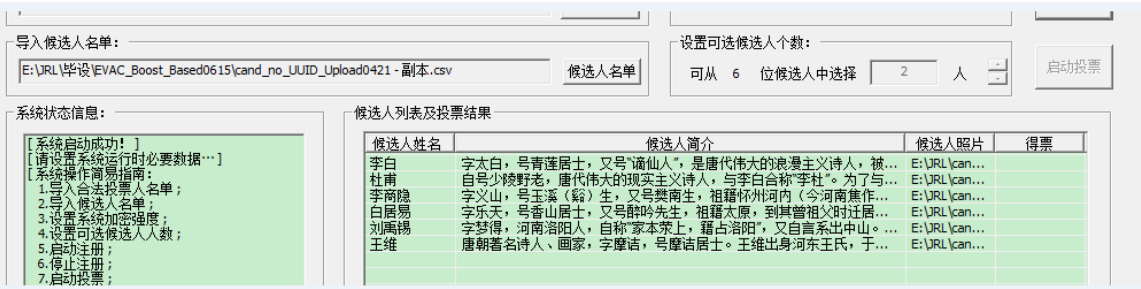 导入候选人名单:
E:\JRL\毕设\EVAC_Boost_Based0615\cand_no_UUID_Upload0421 - 副本.csv
候选人名单
设置可选候选人个数:
可从 6 位候选人中选择 2 人
启动投票
系统状态信息:
[系统启动成功! ]
[请设置系统运行时必要数据…]
[系统操作简易指南:
1.导入合法投票人名单;
2.导入候选人名单;
3.设置系统加密强度;
4.设置可选候选人人数;
5.启动注册;
6.停止注册;
7.启动投票;
候选人列表及投票结果
候选人姓名 候选人简介 候选人照片 得票
李白 字太白，号青莲居士，又号“谪仙人”，是唐代伟大的浪漫主义诗人，被... E:\JRL\can...
杜甫 自号少陵野老，唐代伟大的现实主义诗人，与李白合称“李杜”。为了与... E:\JRL\can...
李商隐 字义山，号玉溪（谿）生，又号樊南生，祖籍怀州河内（今河南焦作... E:\JRL\can...
白居易 字乐天，号香山居士，又号醉吟先生，祖籍太原，到其曾祖父时迁居... E:\JRL\can...
刘禹锡 字梦得，河南洛阳人，自称“家本荥上，籍占洛阳”，又自言系出中山。... E:\JRL\can...
王维 唐朝著名诗人、画家，字摩诘，号摩诘居士。王维出身河东王氏，于... E:\JRL\can...